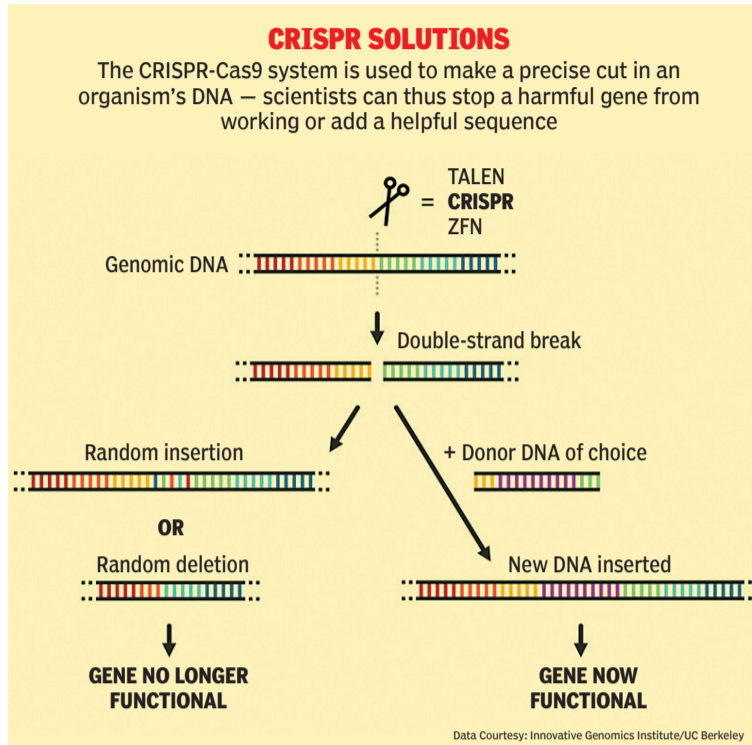 CRISPR SOLUTIONS
The CRISPR-Cas9 system is used to make a precise cut in an
organism's DNA — scientists can thus stop a harmful gene from
working or add a helpful sequence
TALEN
= CRISPR
ZFN
Genomic DNA
Double-strand break
Random insertion
+ Donor DNA of choice
OR
Random deletion
New DNA inserted
GENE NO LONGER
FUNCTIONAL
GENE NOW
FUNCTIONAL
Data Courtesy: Innovative Genomics Institute/UC Berkeley